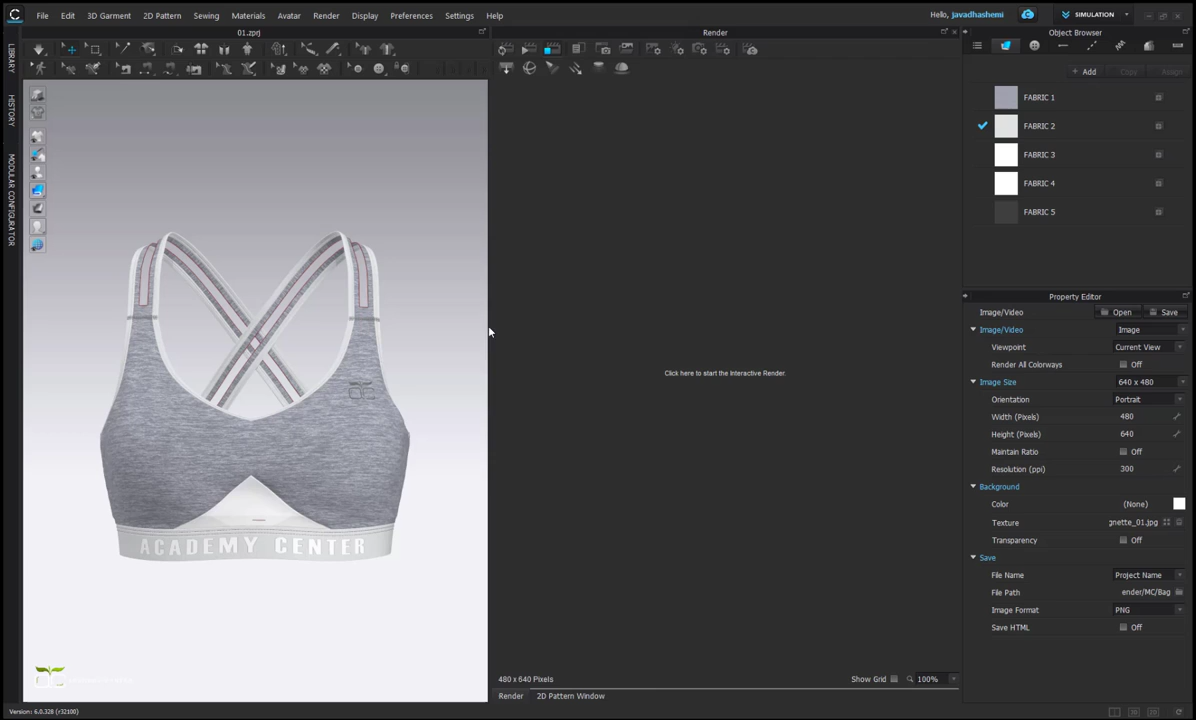 File Edit 3D Garment 2D Pattern Sewing Materials Avatar Render Display Preferences Settings Help
Hello, javadhashemi
SIMULATION
01.zprj
Render
Object Browser
LIBRARY
HISTORY
MODULAR CONFIGURATOR
+ Add Copy Assign
FABRIC 1
FABRIC 2
FABRIC 3
FABRIC 4
FABRIC 5
ACADEMY CENTER
Click here to start the Interactive Render.
Property Editor
Image/Video Open Save
Image/Video Image
Viewpoint Current View
Render All Colorways Off
Image Size 640 x 480
Orientation Portrait
Width (Pixels) 480
Height (Pixels) 640
Maintain Ratio Off
Resolution (ppi) 300
Background
Color (None)
Texture gnette_01.jpg
Transparency Off
Save
File Name Project Name
File Path ender/MC/Bag
Image Format PNG
Save HTML Off
480 x 640 Pixels
Show Grid 100%
Render 2D Pattern Window
Version: 6.0.328 (r32100)